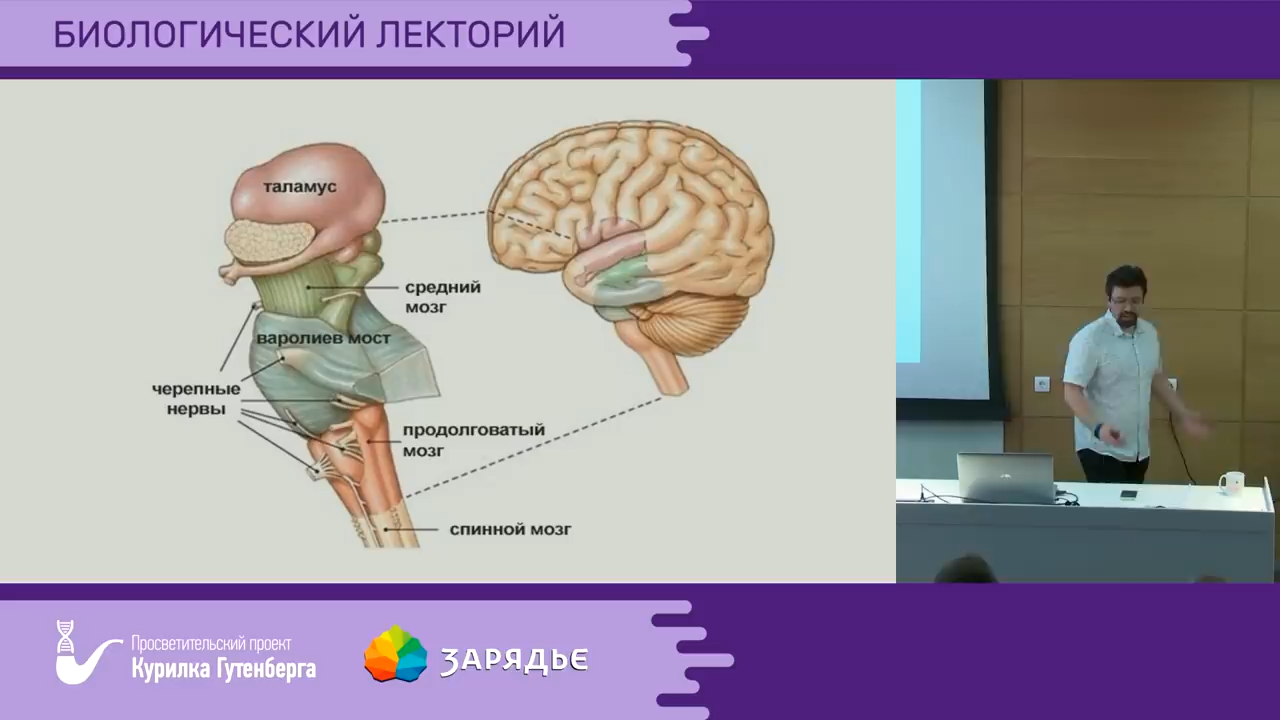 БИОЛОГИЧЕСКИЙ ЛЕКТОРИЙ
таламус
средний
мозг
варолиев мост
черепные
нервы
продолговатый
мозг
спинной мозг
Просветительский проект
Курилка Гутенберга
ЗАРЯДЬЕ